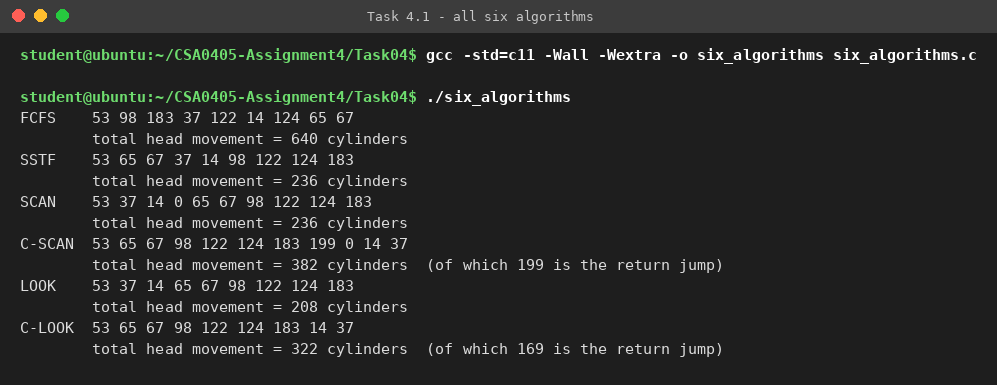 Task 4.1 - all six algorithms
student@ubuntu:~/CSA0405-Assignment4/Task04$ gcc -std=c11 -Wall -Wextra -o six_algorithms six_algorithms.c
student@ubuntu:~/CSA0405-Assignment4/Task04$ ./six_algorithms
FCFS    53 98 183 37 122 14 124 65 67
        total head movement = 640 cylinders
SSTF    53 65 67 37 14 98 122 124 183
        total head movement = 236 cylinders
SCAN    53 37 14 0 65 67 98 122 124 183
        total head movement = 236 cylinders
C-SCAN  53 65 67 98 122 124 183 199 0 14 37
        total head movement = 382 cylinders  (of which 199 is the return jump)
LOOK    53 37 14 65 67 98 122 124 183
        total head movement = 208 cylinders
C-LOOK  53 65 67 98 122 124 183 14 37
        total head movement = 322 cylinders  (of which 169 is the return jump)